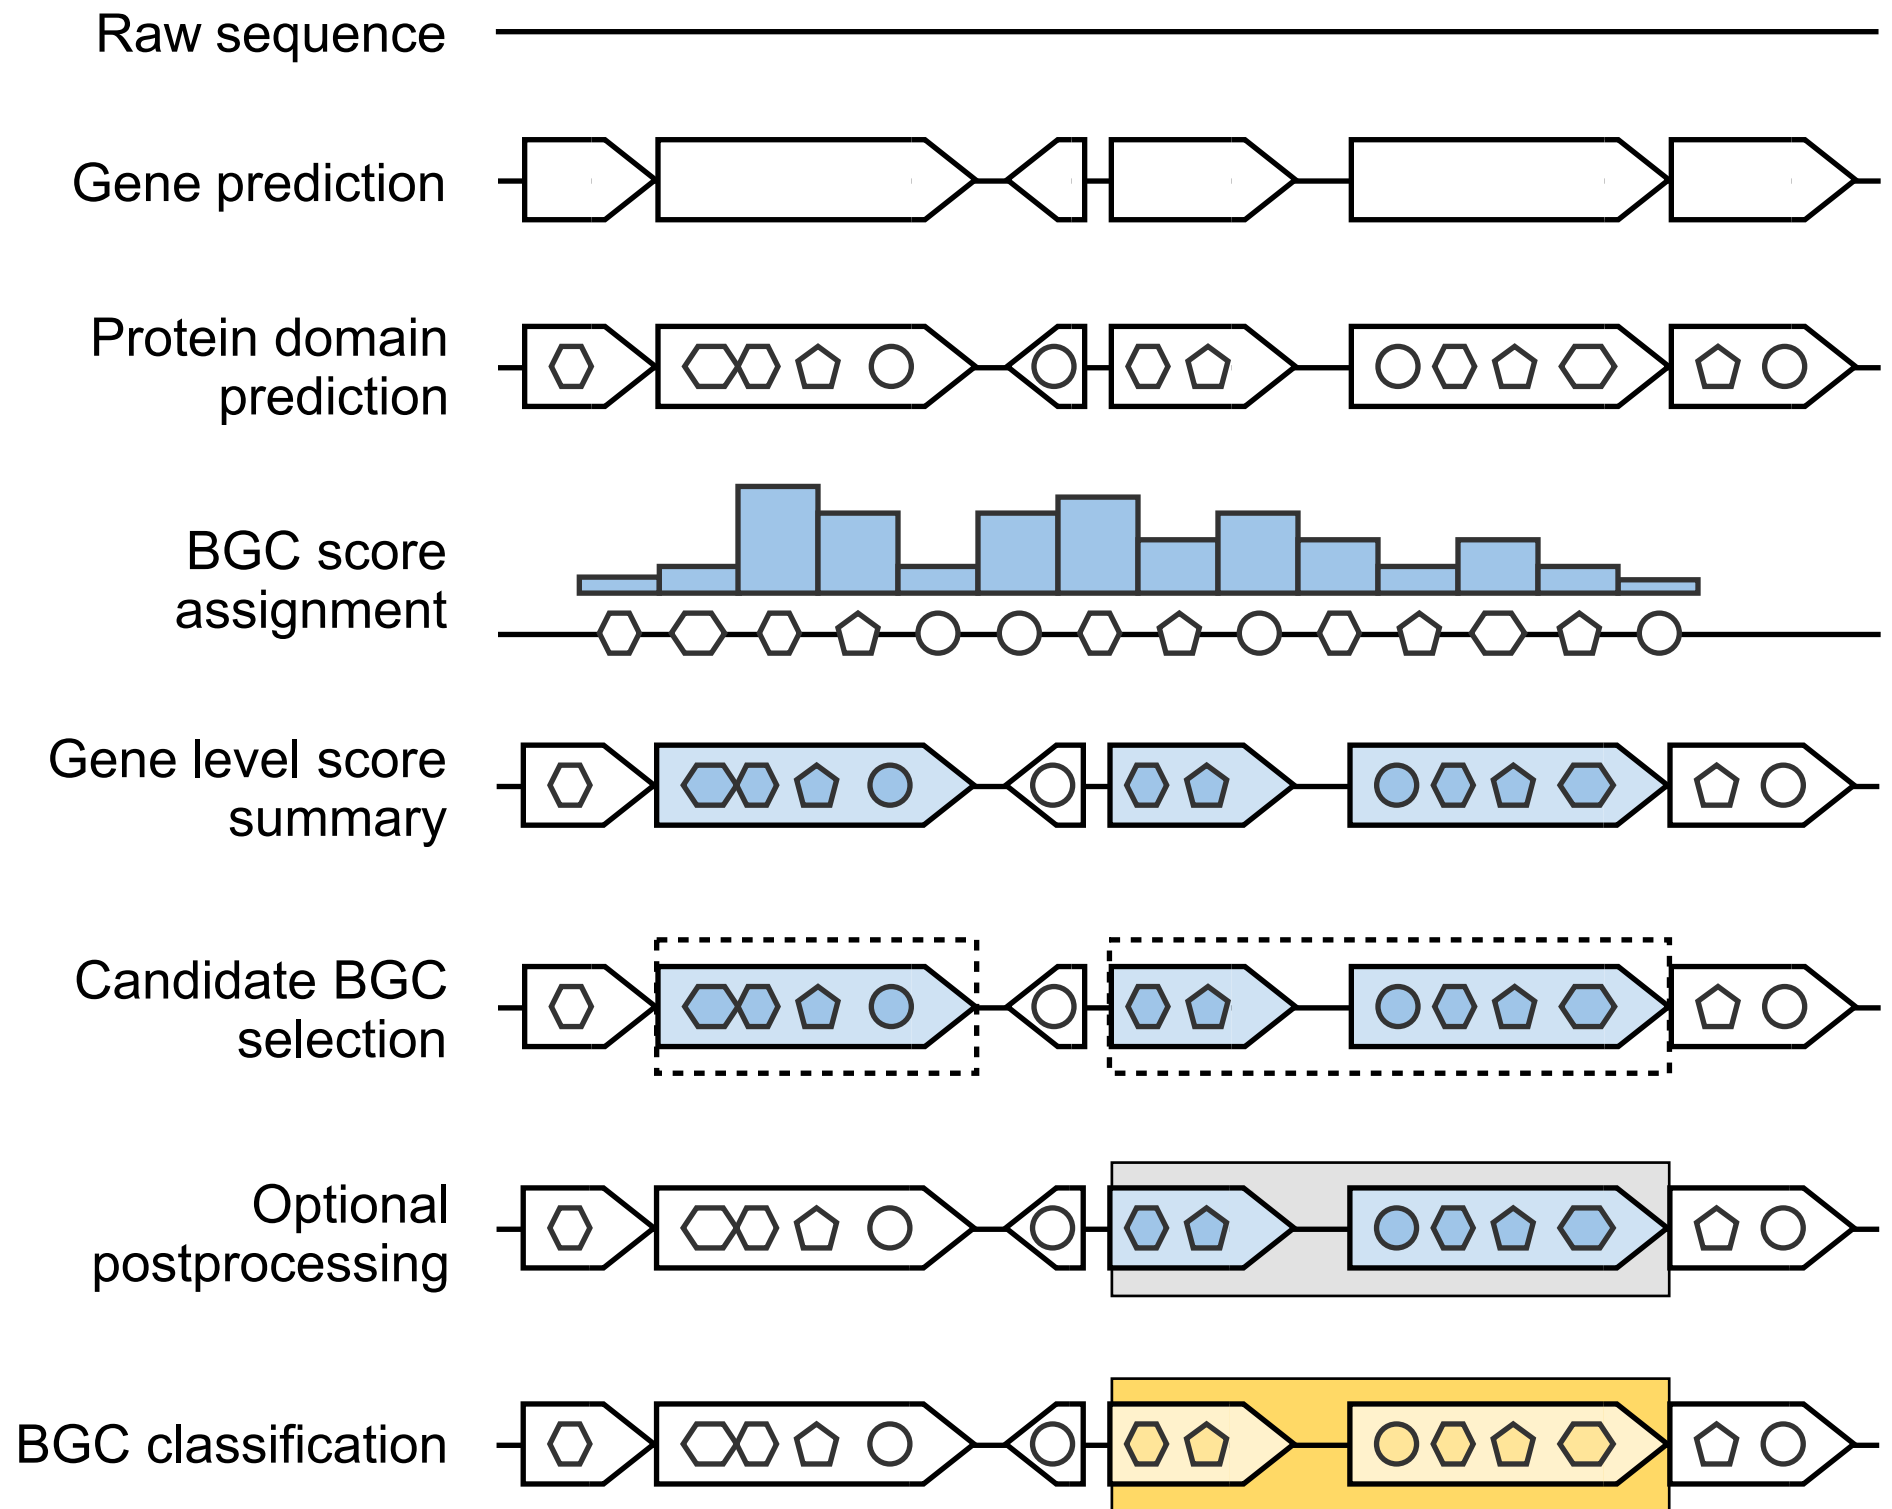 Raw sequence
Gene prediction
Protein domain
prediction
BGC score
assignment
Gene level score
summary
Candidate BGC
selection
Optional
postprocessing
BGC classification